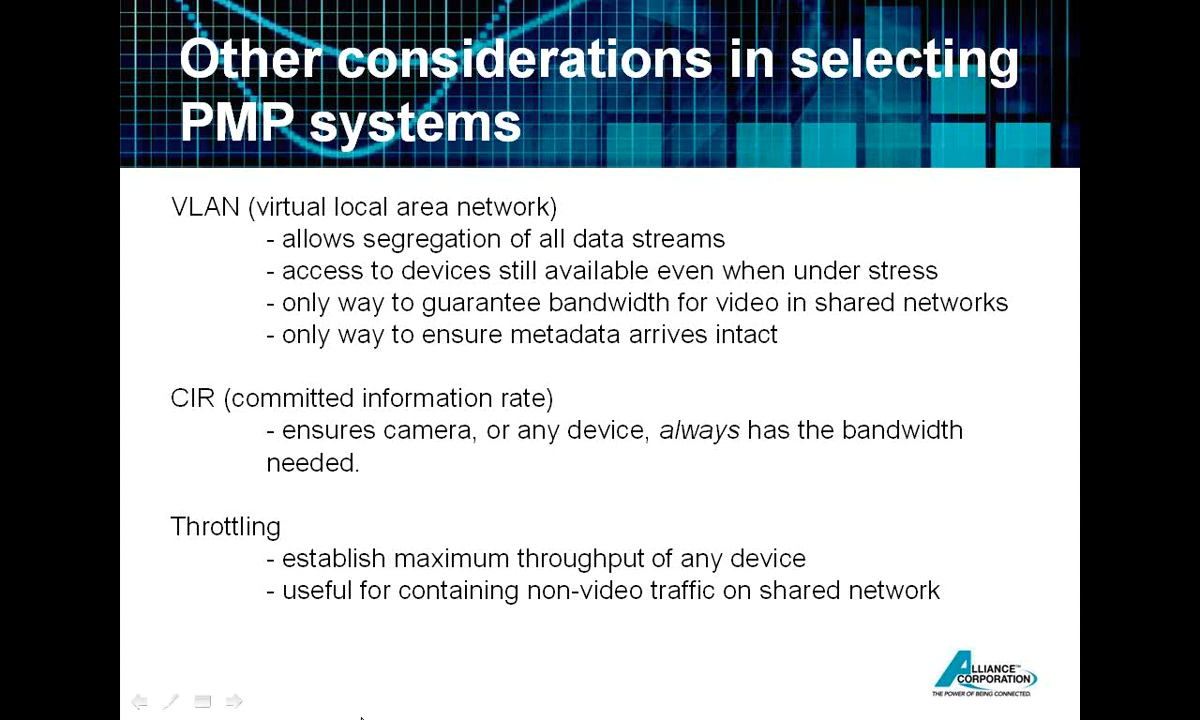 Other considerations in selecting
PMP systems
VLAN (virtual local area network)
- allows segregation of all data streams
- access to devices still available even when under stress
- only way to guarantee bandwidth for video in shared networks
- only way to ensure metadata arrives intact
CIR (committed information rate)
- ensures camera, or any device, always has the bandwidth
needed.
Throttling
- establish maximum throughput of any device
- useful for containing non-video traffic on shared network
ALLIANCE™
CORPORATION
THE POWER OF BEING CONNECTED.